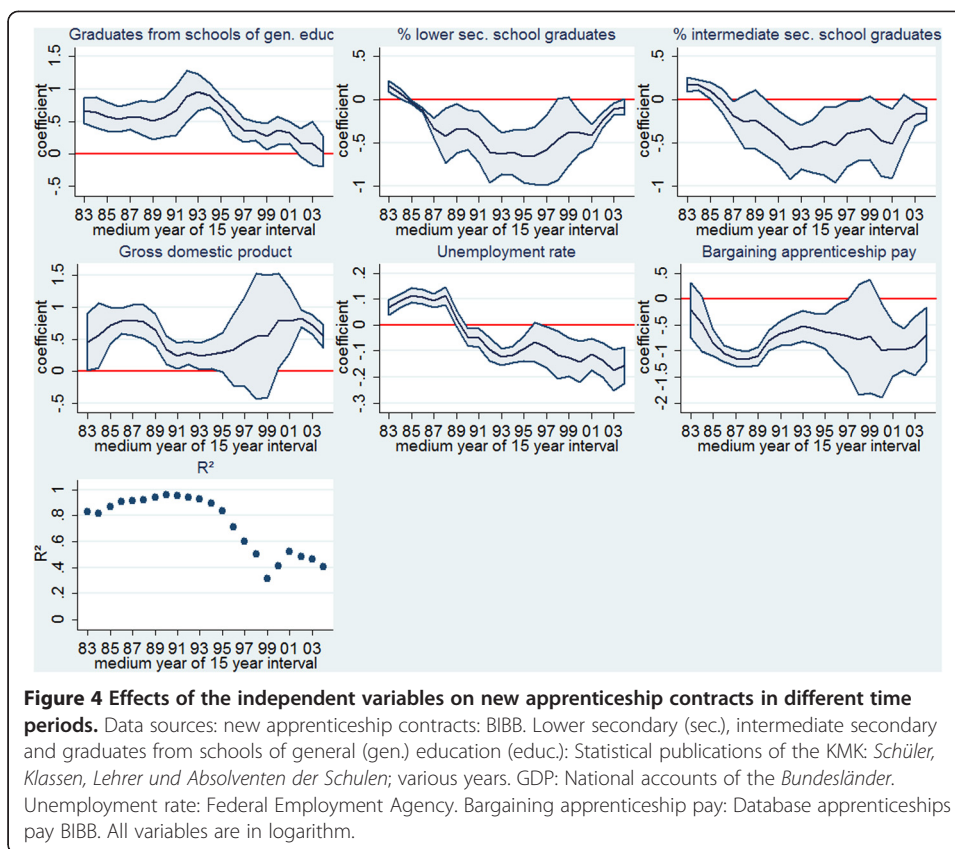 Graduates from schools of gen. educ
% lower sec. school graduates
% intermediate sec. school graduates
coefficient
-.5 0 .5 1 1.5
83 85 87 89 91 93 95 97 99 01 03
medium year of 15 year interval
coefficient
-1 -.5 0 .5
83 85 87 89 91 93 95 97 99 01 03
medium year of 15 year interval
coefficient
-1 -.5 0 .5
83 85 87 89 91 93 95 97 99 01 03
medium year of 15 year interval
Gross domestic product
Unemployment rate
Bargaining apprenticeship pay
coefficient
-.5 0 .5 1 1.5
83 85 87 89 91 93 95 97 99 01 03
medium year of 15 year interval
coefficient
-.3 -.2 -.1 0 .1 .2
83 85 87 89 91 93 95 97 99 01 03
medium year of 15 year interval
coefficient
-2 -1.5 -1 -.5 0 .5
83 85 87 89 91 93 95 97 99 01 03
medium year of 15 year interval
R²
R²
0 .2 .4 .6 .8 1
83 85 87 89 91 93 95 97 99 01 03
medium year of 15 year interval
Figure 4 Effects of the independent variables on new apprenticeship contracts in different time
periods. Data sources: new apprenticeship contracts: BIBB. Lower secondary (sec.), intermediate secondary
and graduates from schools of general (gen.) education (educ.): Statistical publications of the KMK: Schüler,
Klassen, Lehrer und Absolventen der Schulen; various years. GDP: National accounts of the Bundesländer.
Unemployment rate: Federal Employment Agency. Bargaining apprenticeship pay: Database apprenticeships
pay BIBB. All variables are in logarithm.